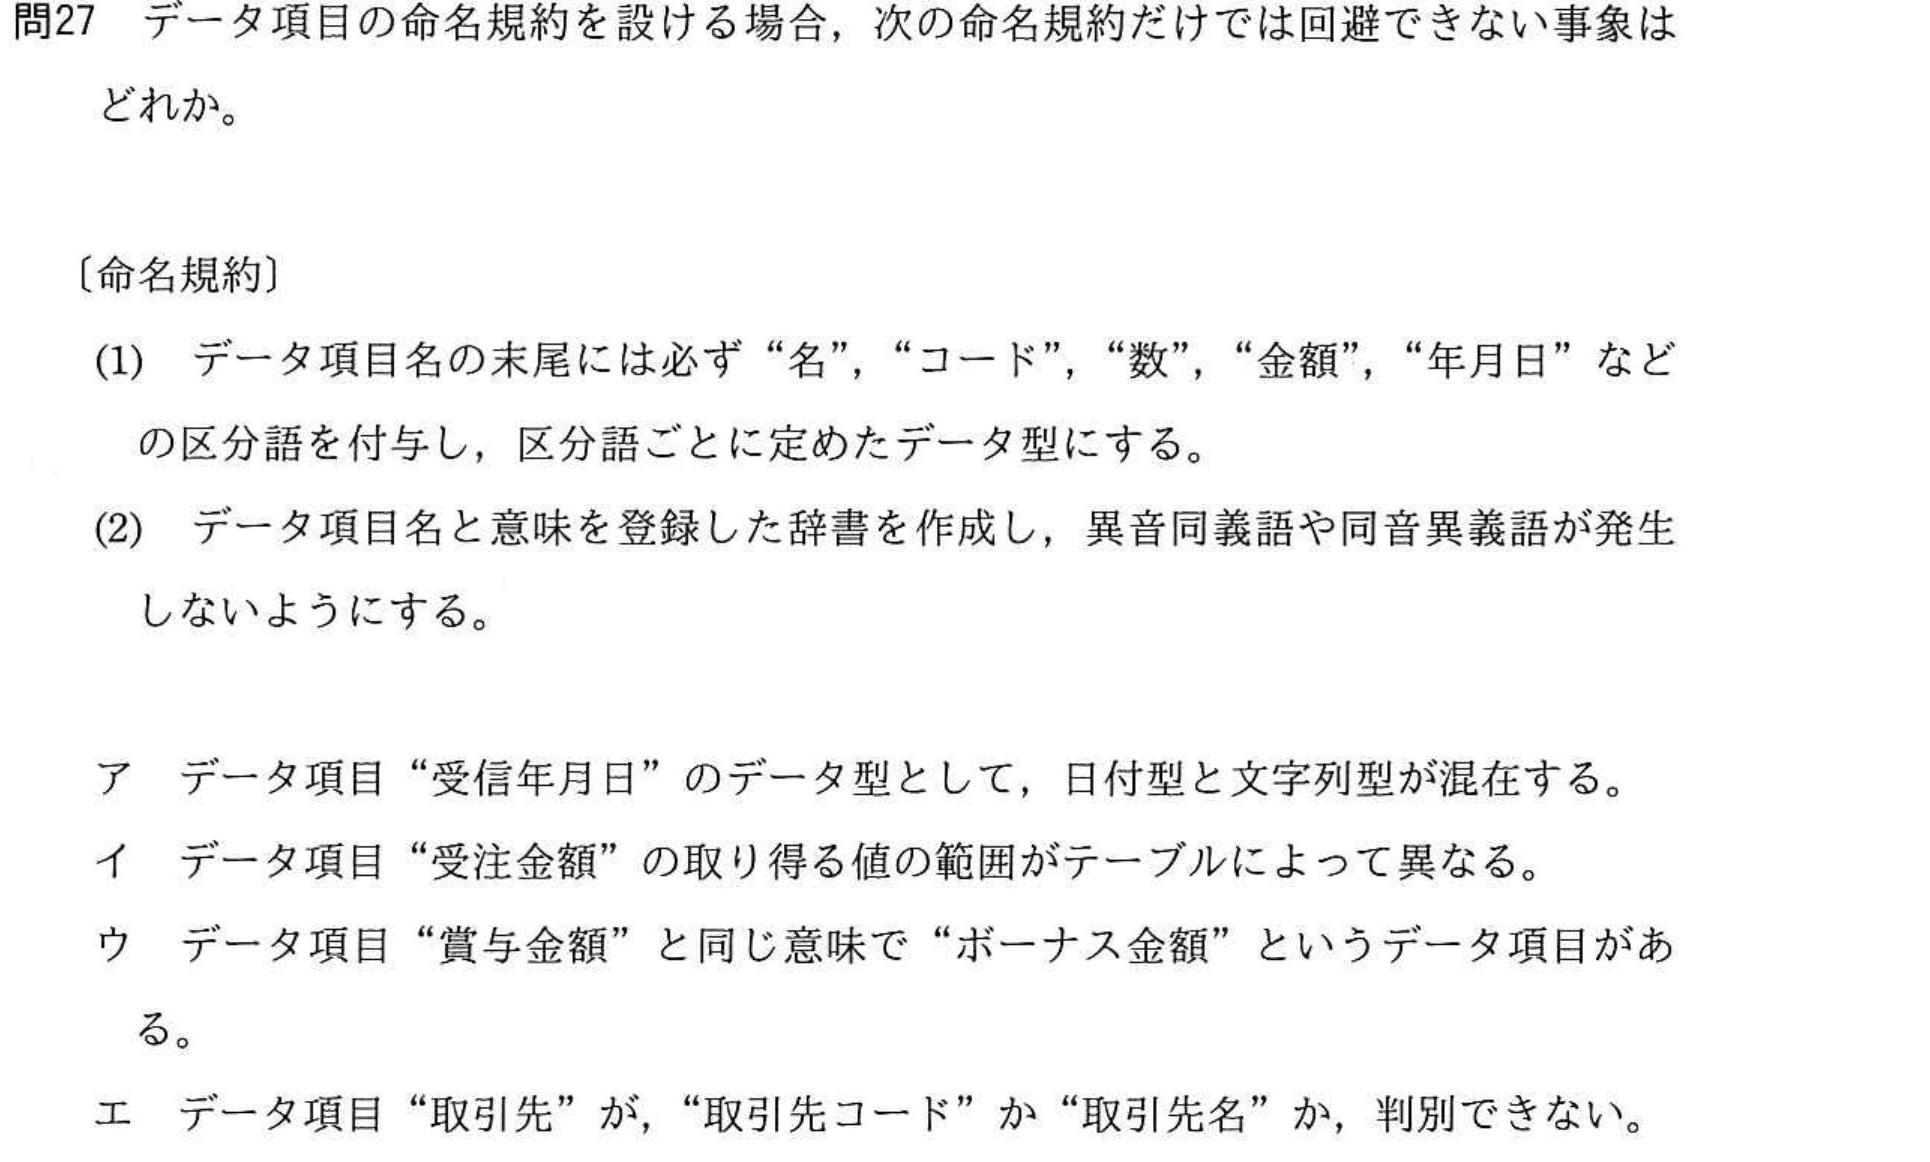 問27　データ項目の命名規約を設ける場合，次の命名規約だけでは回避できない事象は
どれか。
〔命名規約〕
(1)　データ項目名の末尾には必ず“名”，“コード”，“数”，“金額”，“年月日”など
の区分語を付与し，区分語ごとに定めたデータ型にする。
(2)　データ項目名と意味を登録した辞書を作成し，異音同義語や同音異義語が発生
しないようにする。
ア　データ項目“受信年月日”のデータ型として，日付型と文字列型が混在する。
イ　データ項目“受注金額”の取り得る値の範囲がテーブルによって異なる。
ウ　データ項目“賞与金額”と同じ意味で“ボーナス金額”というデータ項目があ
る。
エ　データ項目“取引先”が，“取引先コード”か“取引先名”か，判別できない。